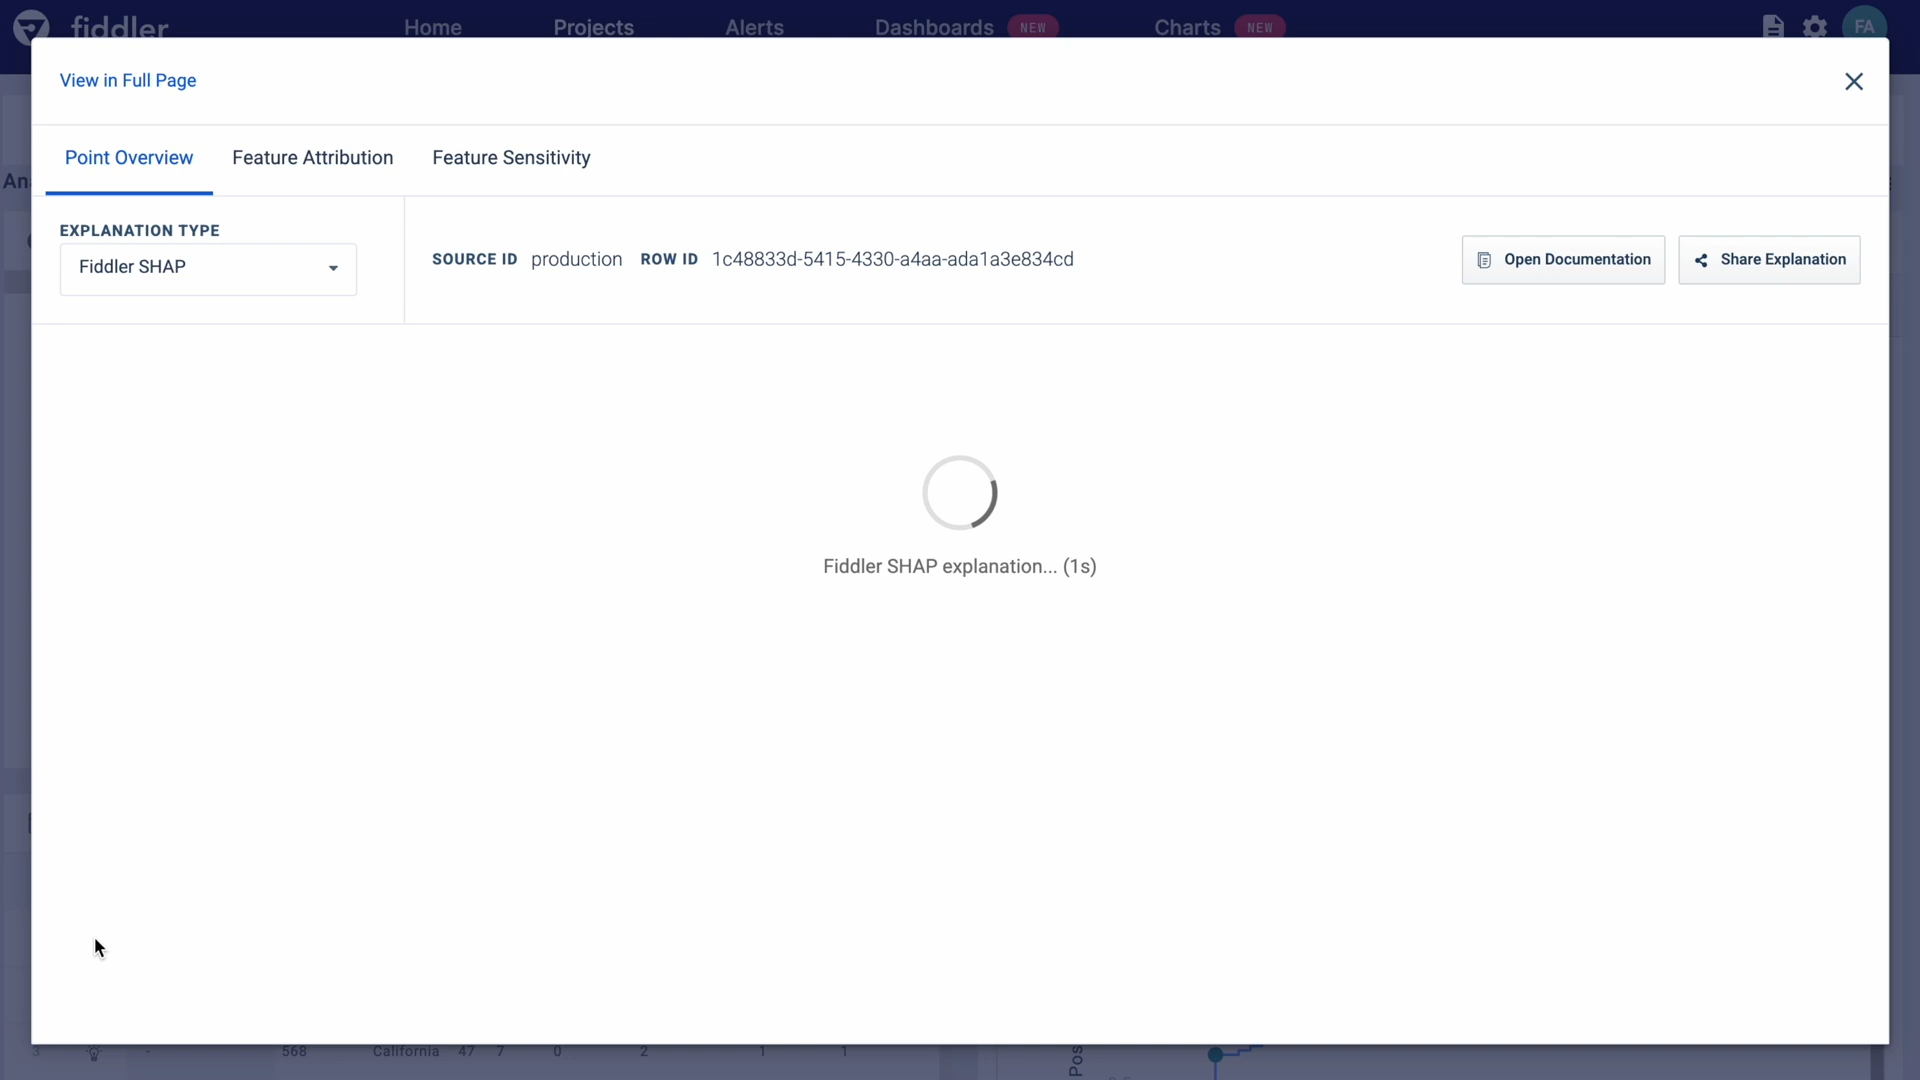 fiddler Home Projects Alerts Dashboards NEW Charts NEW FA
View in Full Page
Point Overview Feature Attribution Feature Sensitivity
EXPLANATION TYPE
Fiddler SHAP
SOURCE ID production ROW ID 1c48833d-5415-4330-a4aa-ada1a3e834cd
Open Documentation Share Explanation
Fiddler SHAP explanation... (1s)
3 - 568 California 47 7 0 2 1 1